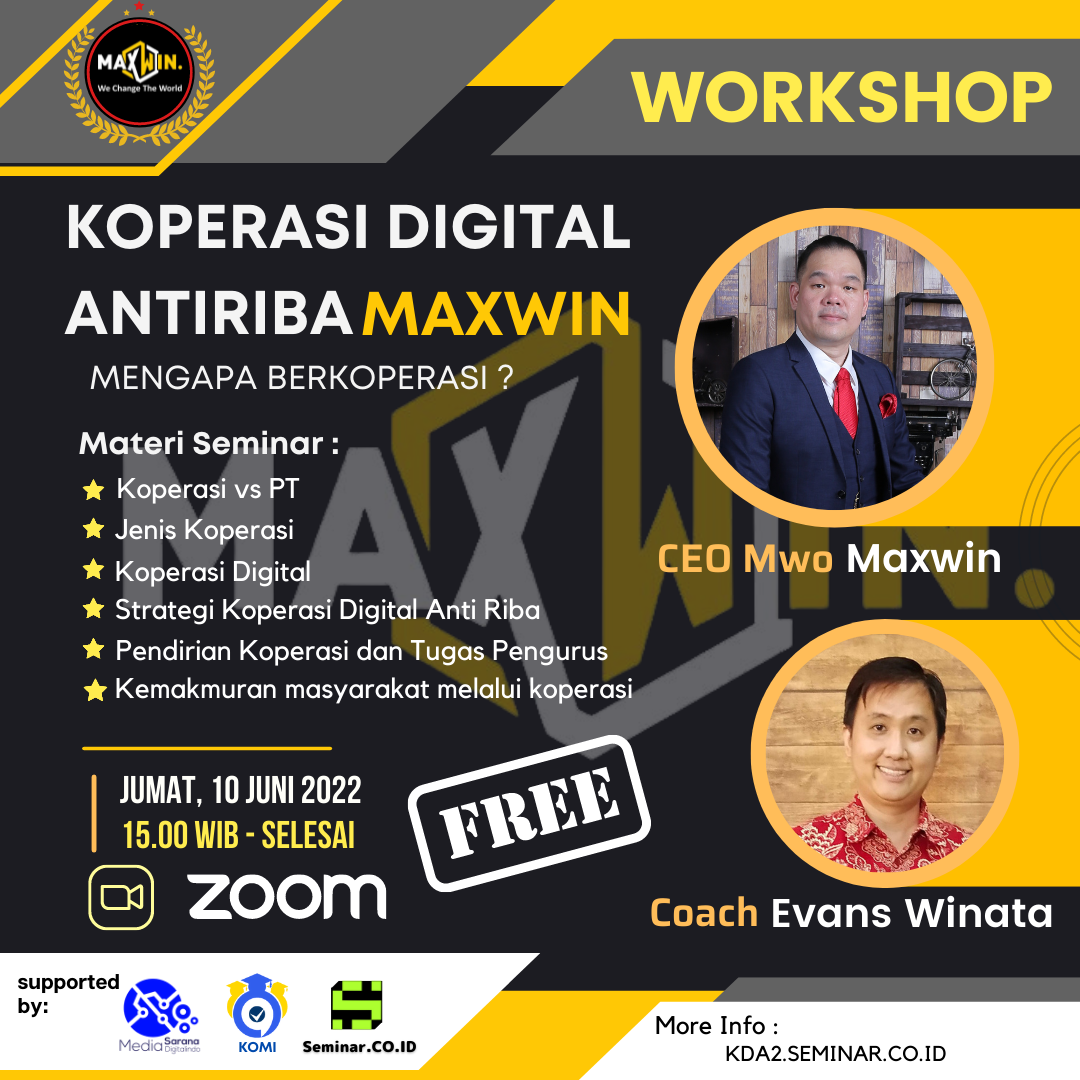 MAXWIN.
We Change The World
WORKSHOP
KOPERASI DIGITAL
ANTIRIBA MAXWIN
MENGAPA BERKOPERASI ?
Materi Seminar :
Koperasi vs PT
Jenis Koperasi
Koperasi Digital
Strategi Koperasi Digital Anti Riba
Pendirian Koperasi dan Tugas Pengurus
Kemakmuran masyarakat melalui koperasi
MAXWIN.
CEO Mwo Maxwin
JUMAT, 10 JUNI 2022
15.00 WIB - SELESAI
FREE
zoom
Coach Evans Winata
supported
by:
Media Sarana
Digitalindo
KOMI
Seminar.CO.ID
More Info :
KDA2.SEMINAR.CO.ID